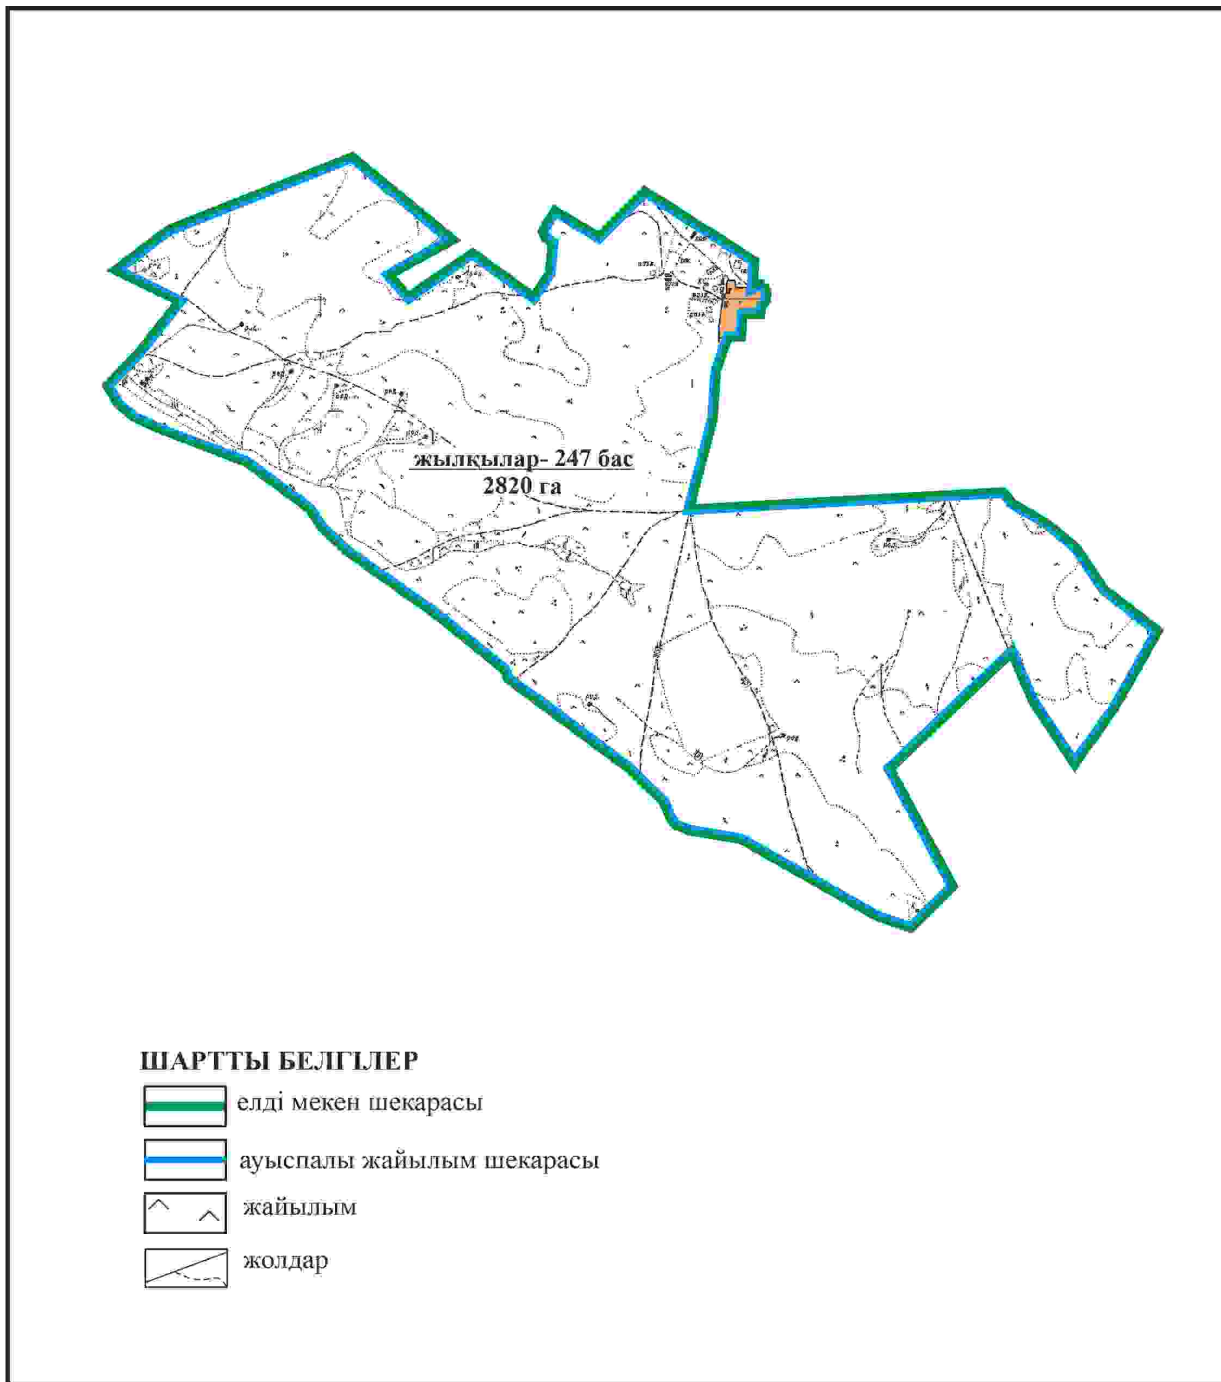 жылқылар- 247 бас
2820 га
ШАРТТЫ БЕЛГІЛЕР
елді мекен шекарасы
ауыспалы жайылым шекарасы
жайылым
жолдар